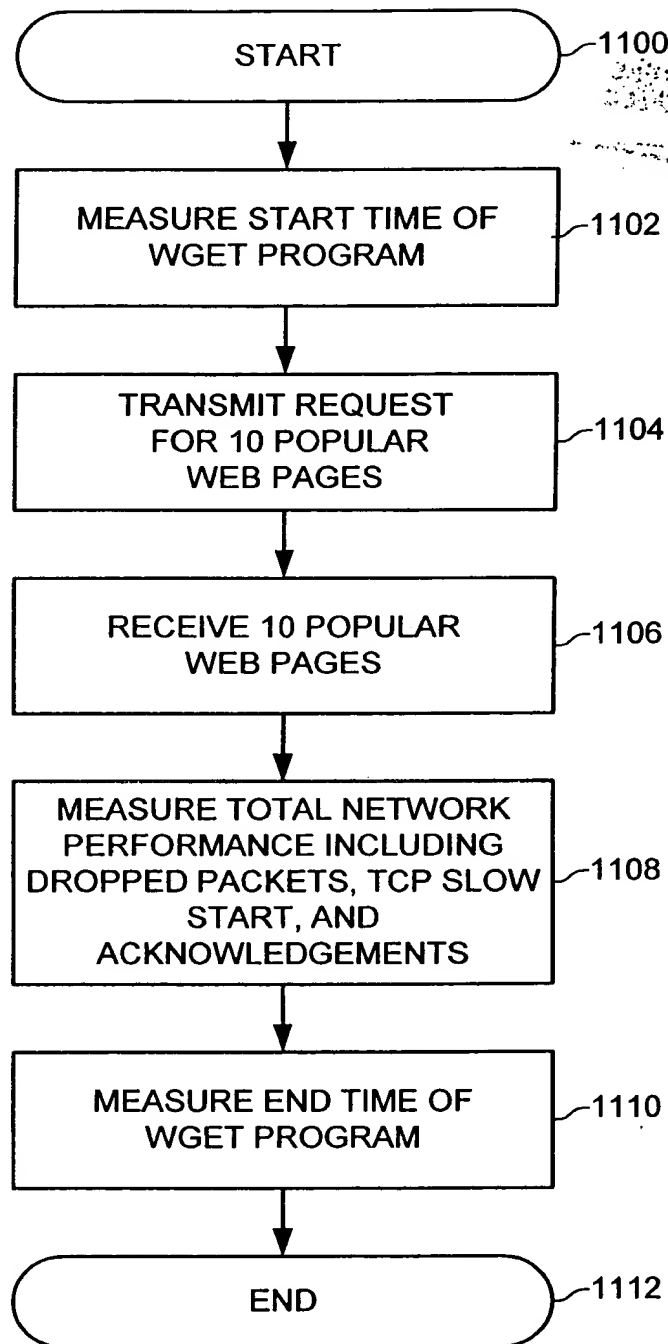 START
1100
MEASURE START TIME OF
WGET PROGRAM
1102
TRANSMIT REQUEST
FOR 10 POPULAR
WEB PAGES
1104
RECEIVE 10 POPULAR
WEB PAGES
1106
MEASURE TOTAL NETWORK
PERFORMANCE INCLUDING
DROPPED PACKETS, TCP SLOW
START, AND
ACKNOWLEDGEMENTS
1108
MEASURE END TIME OF
WGET PROGRAM
1110
END
1112